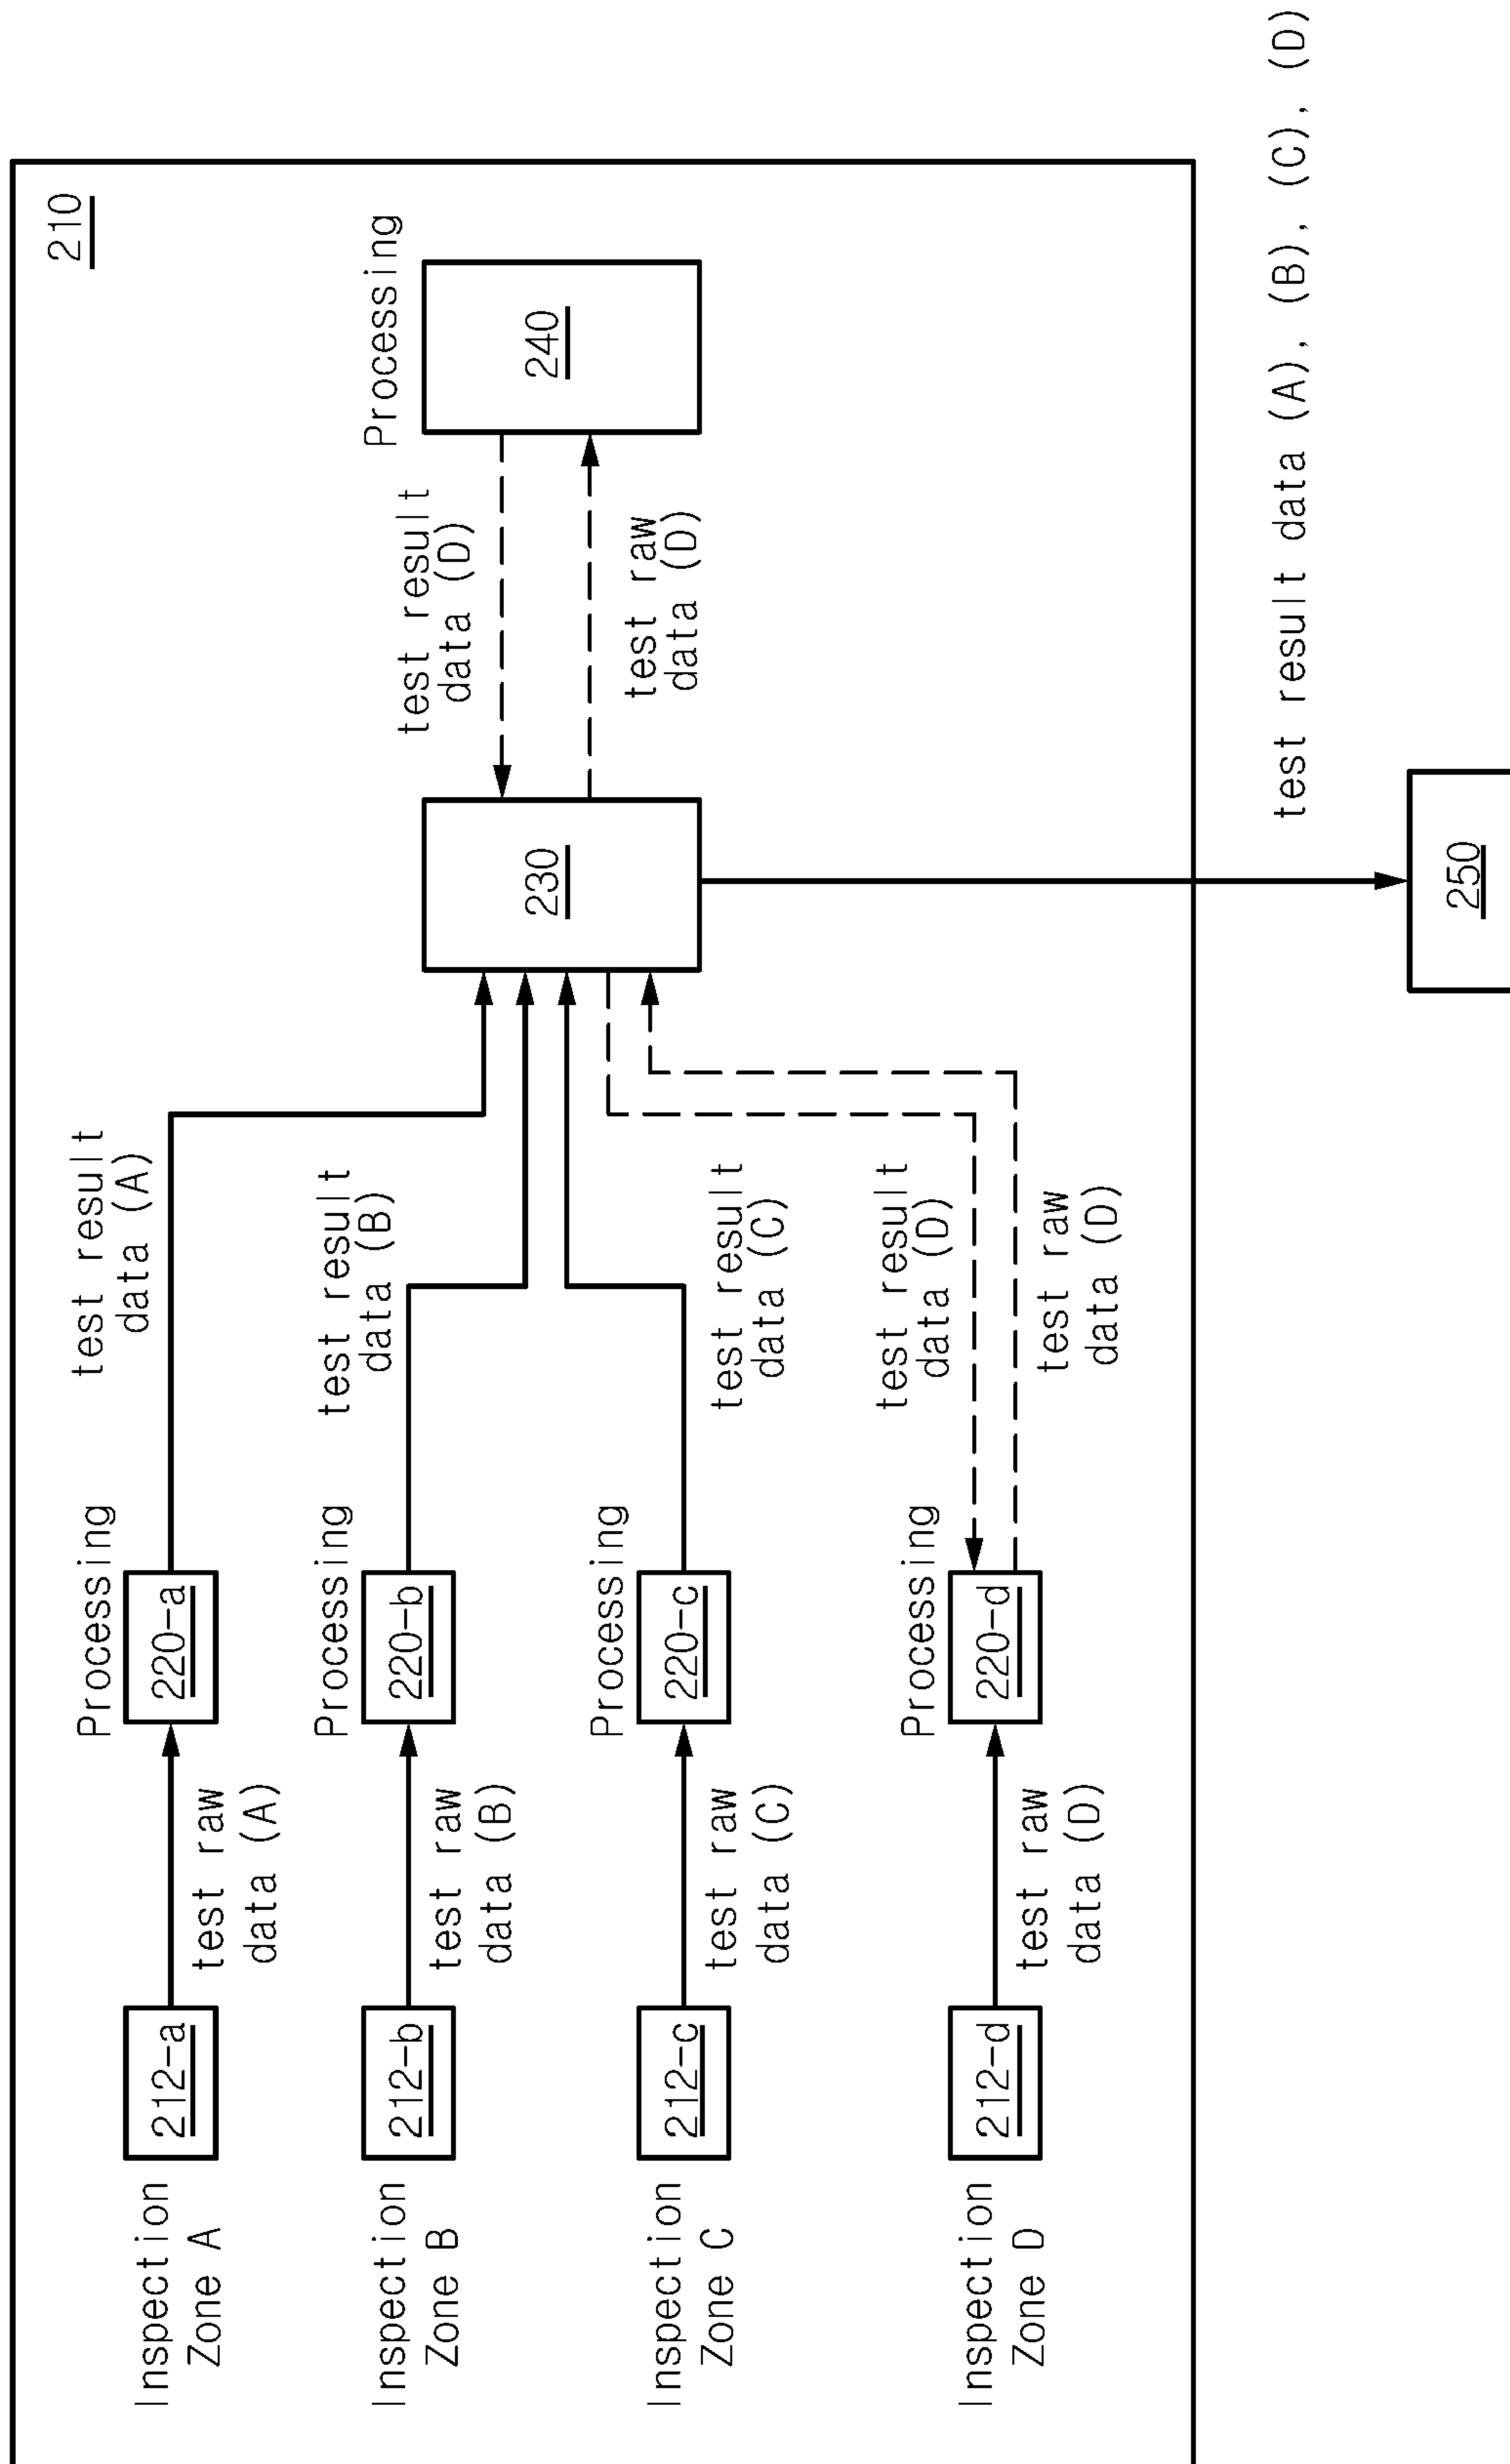 210
Inspection
Zone A
212-a
test raw
data (A)
Processing
220-a
test result
data (A)
Inspection
Zone B
212-b
test raw
data (B)
Processing
220-b
test result
data (B)
Inspection
Zone C
212-c
test raw
data (C)
Processing
220-c
test result
data (C)
Inspection
Zone D
212-d
test raw
data (D)
Processing
220-d
test result
data (D)
test raw
data (D)
230
test result
data (D)
test raw
data (D)
Processing
240
test result data (A), (B), (C), (D)
250